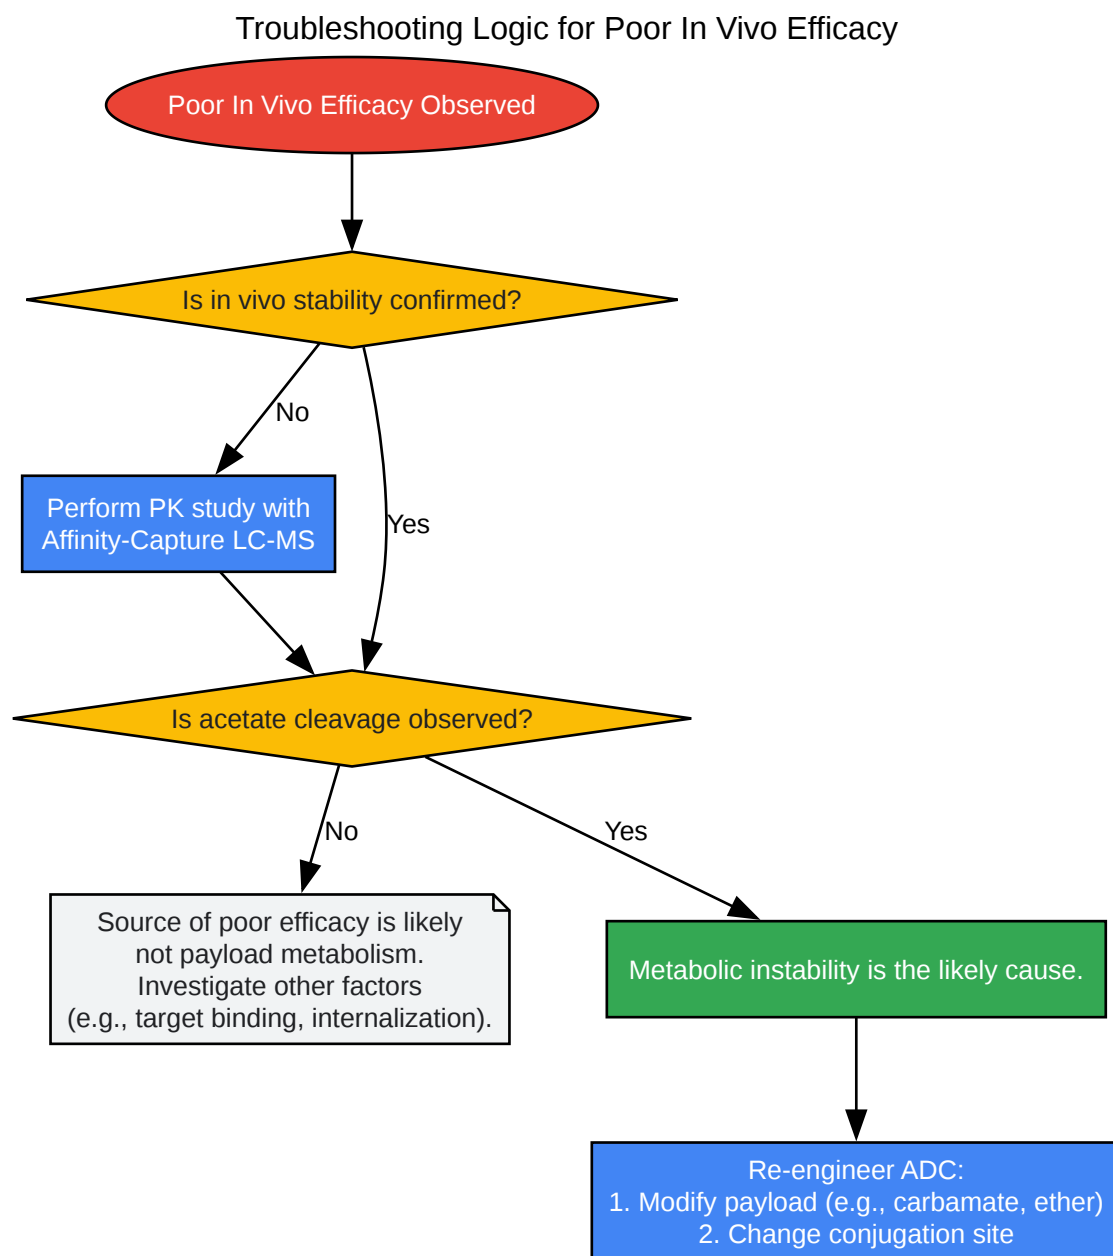 Troubleshooting Logic for Poor In Vivo Efficacy
Poor In Vivo Efficacy Observed
Is in vivo stability confirmed?
No
Perform PK study with
Affinity-Capture LC-MS
Yes
Is acetate cleavage observed?
No
Yes
Source of poor efficacy is likely
not payload metabolism.
Investigate other factors
(e.g., target binding, internalization).
Metabolic instability is the likely cause.
Re-engineer ADC:
1. Modify payload (e.g., carbamate, ether)
2. Change conjugation site